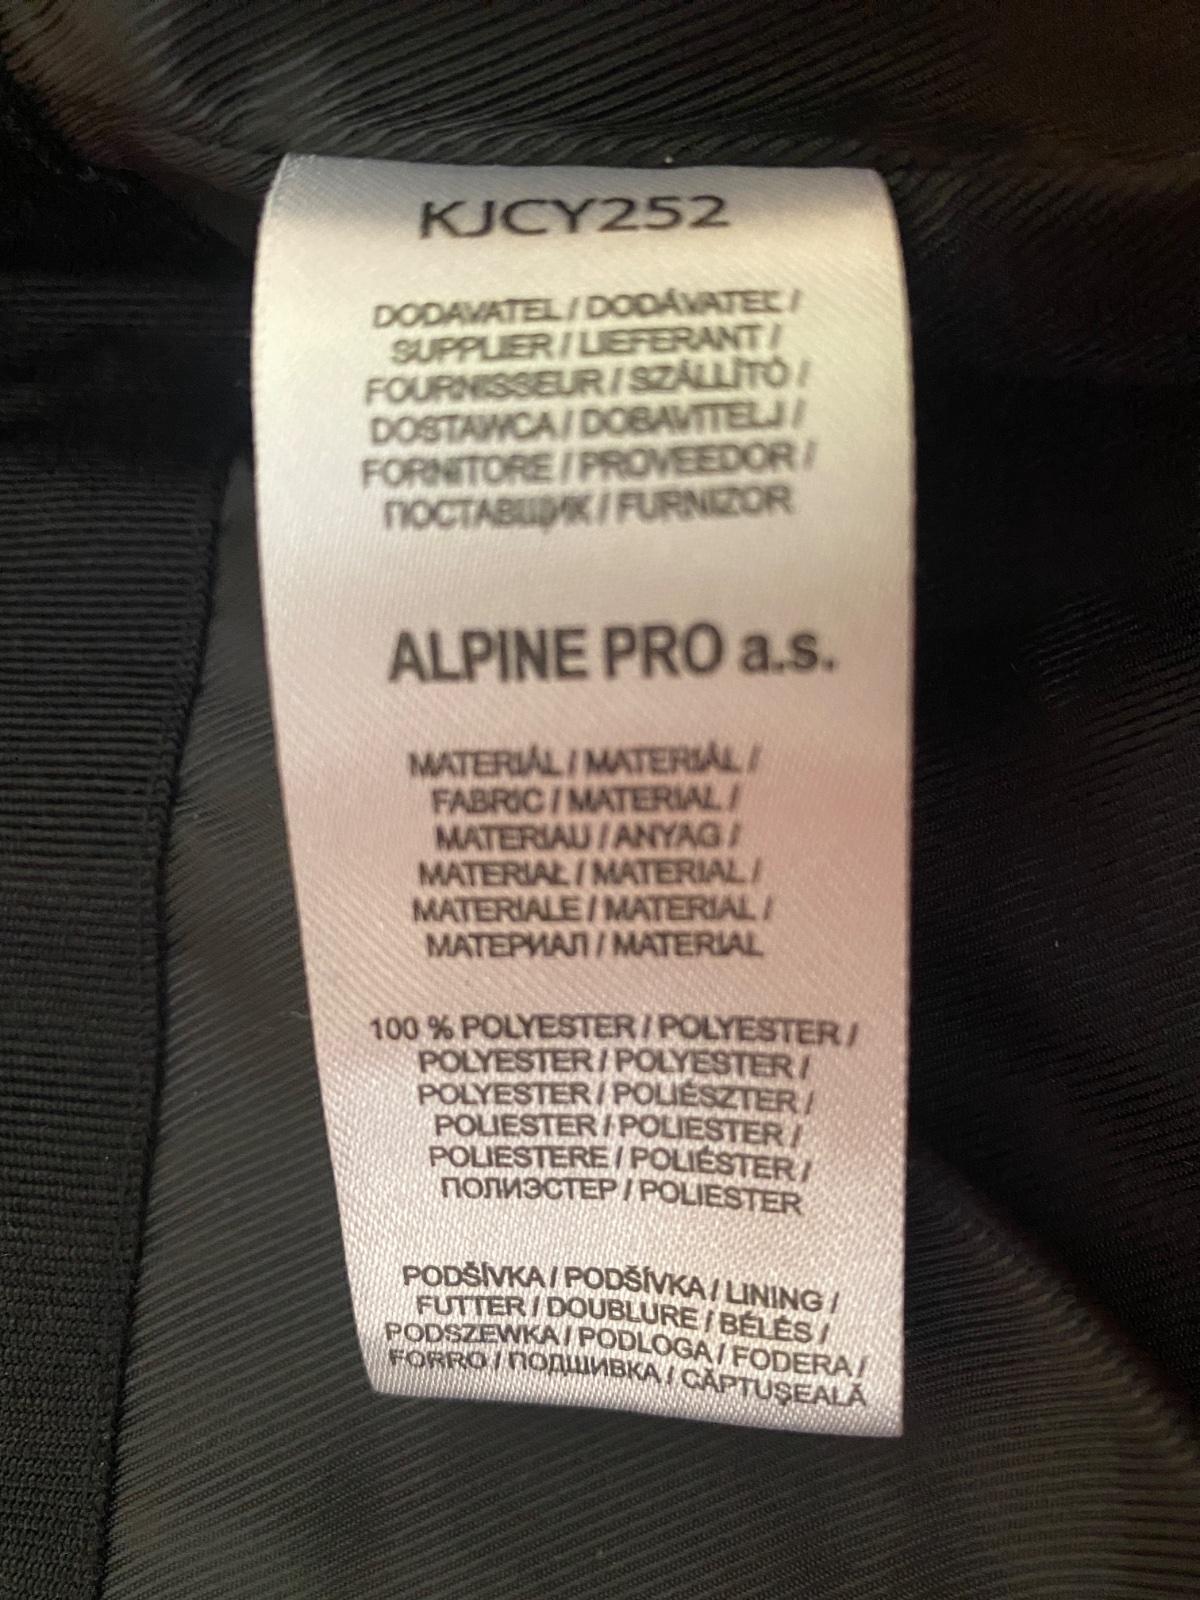 KJCY252
DODAVATEL / DODÁVATEĽ /
SUPPLIER / LIEFERANT /
FOURNISSEUR / SZÁLLÍTÓ /
DOSTAWCA / DOBAVITELJ /
FORNITORE / PROVEEDOR /
ПОСТАВЩИК / FURNIZOR
ALPINE PRO a.s.
MATERIÁL / MATERIÁL /
FABRIC / MATERIAL /
MATERIAU / ANYAG /
MATERIAŁ / MATERIAL /
MATERIALE / MATERIAL /
МАТЕРИАЛ / MATERIAL
100 % POLYESTER / POLYESTER /
POLYESTER / POLYESTER /
POLYESTER / POLIÉSZTER /
POLIESTER / POLIESTER /
POLIESTERE / POLIÉSTER /
ПОЛИЭСТЕР / POLIESTER
PODŠÍVKA / PODŠÍVKA / LINING /
FUTTER / DOUBLURE / BÉLÉS /
PODSZEWKA / PODLOGA / FODERA /
FORRO / ПОДШИВКА / CĂPTUŞEALĂ